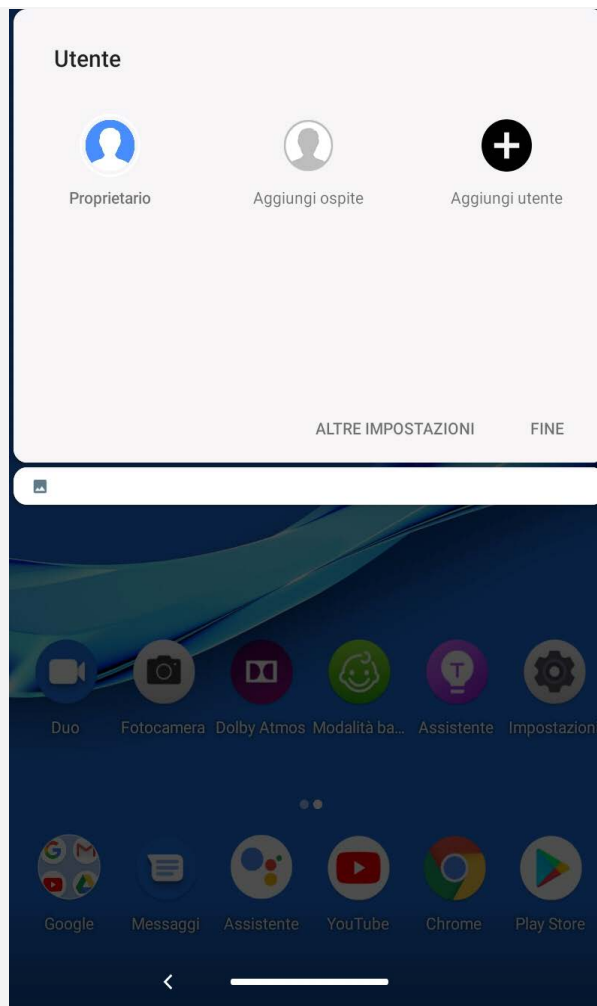 Utente
Proprietario Aggiungi ospite Aggiungi utente
ALTRE IMPOSTAZIONI FINE
T
Duo Fotocamera Dolby Atmos Modalità ba... Assistente Impostazion
G M
Google Messaggi Assistente YouTube Chrome Play Store